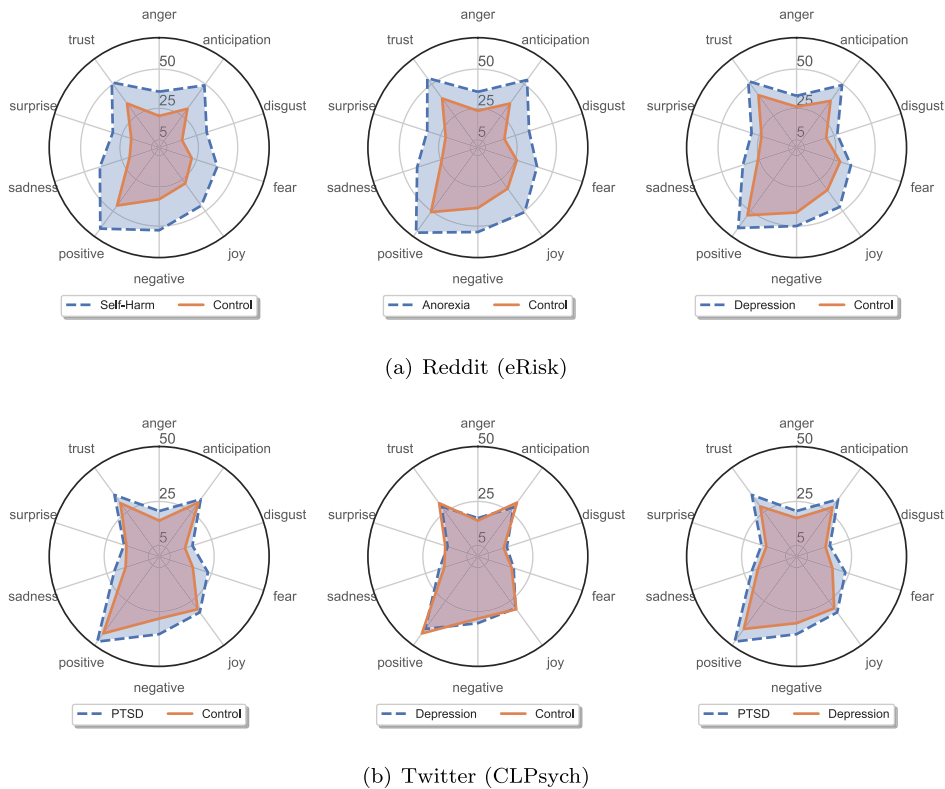 anger
trust
anticipation
50
25
5
surprise
disgust
sadness
fear
positive
joy
negative
Self-Harm
Control
anger
trust
anticipation
50
25
5
surprise
disgust
sadness
fear
positive
joy
negative
Anorexia
Control
anger
trust
anticipation
50
25
5
surprise
disgust
sadness
fear
positive
joy
negative
Depression
Control
(a) Reddit (eRisk)
anger
50
trust
anticipation
25
5
surprise
disgust
sadness
fear
positive
joy
negative
PTSD
Control
anger
50
trust
anticipation
25
5
surprise
disgust
sadness
fear
positive
joy
negative
Depression
Control
anger
50
trust
anticipation
25
5
surprise
disgust
sadness
fear
positive
joy
negative
PTSD
Depression
(b) Twitter (CLPsych)